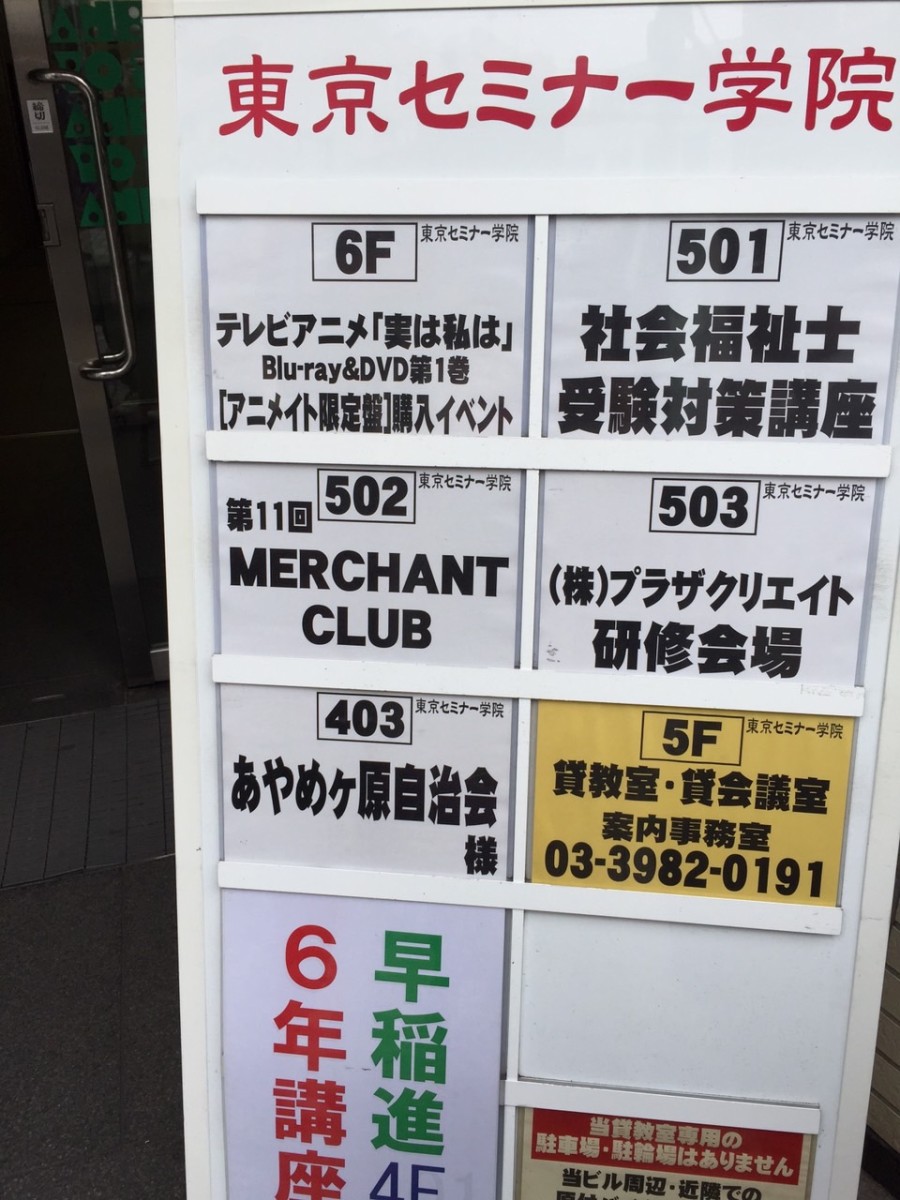 東京セミナー学院
6F 東京セミナー学院
テレビアニメ「実は私は」
Blu-ray&DVD第1巻
[アニメイト限定盤]購入イベント
501 東京セミナー学院
社会福祉士
受験対策講座
502 東京セミナー学院
第11回
MERCHANT
CLUB
503 東京セミナー学院
(株)プラザクリエイト
研修会場
403 東京セミナー学院
あやめヶ原自治会
様
5F 東京セミナー学院
貸教室・貸会議室
案内事務室
03-3982-0191
早稲進4F
6年講座
当貸教室専用の
駐車場・駐輪場はありません
当ビル周辺・近隣での